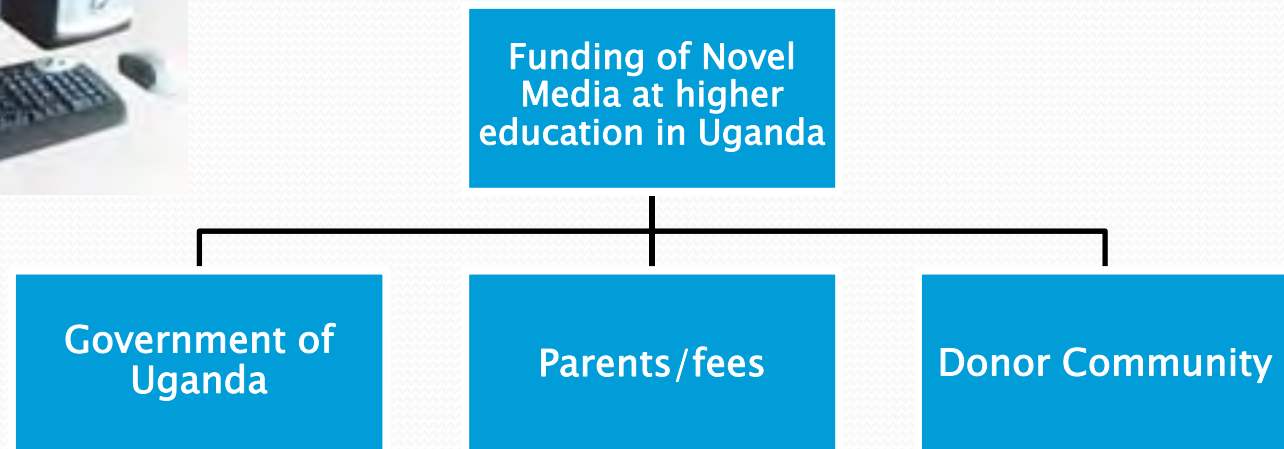 Funding of Novel
Media at higher
education in Uganda
Government of
Uganda
Parents/fees
Donor Community